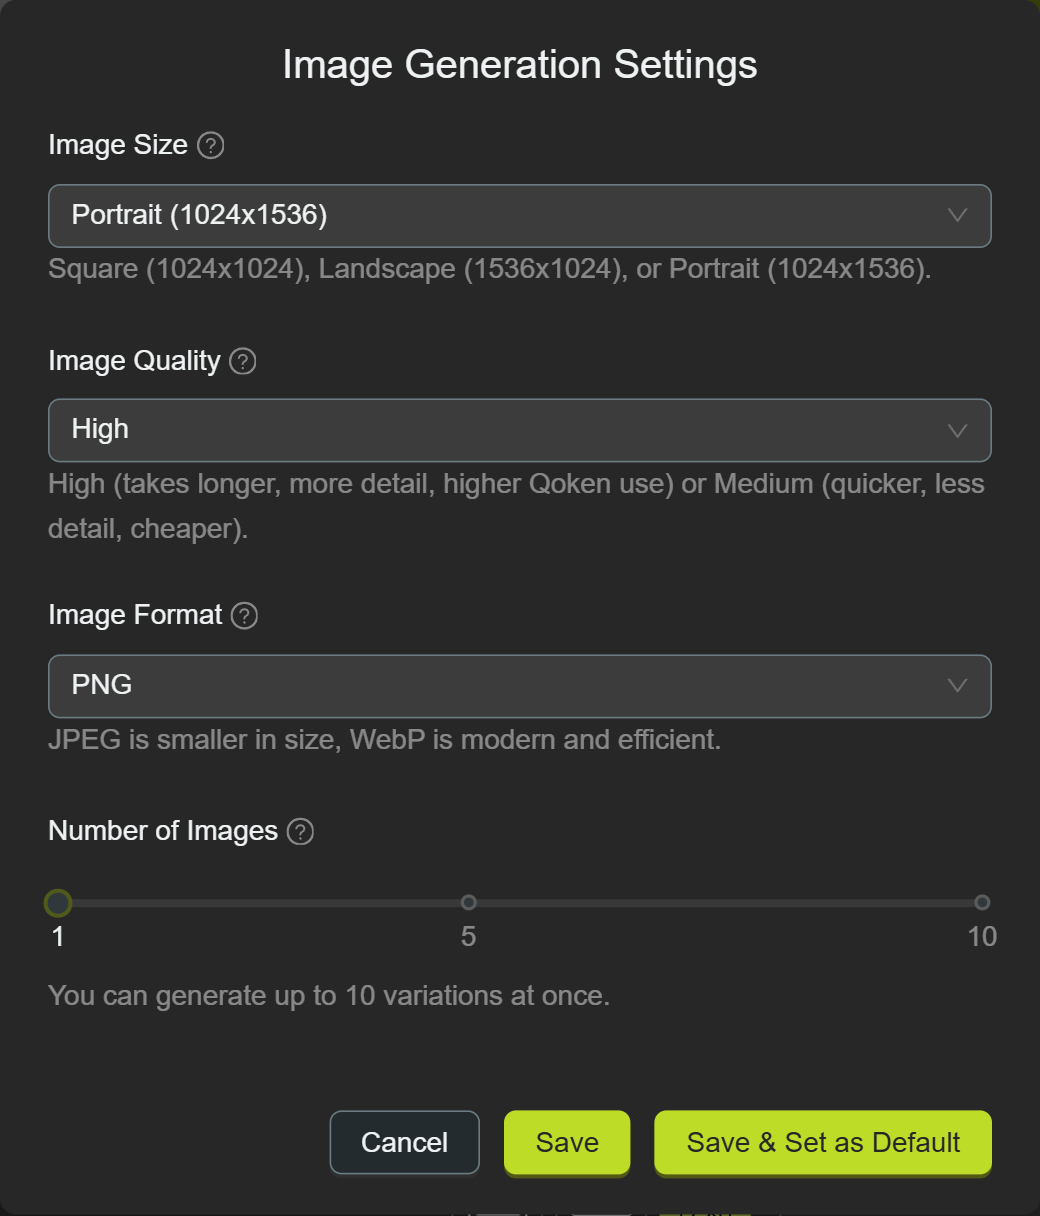 Image Generation Settings
Image Size ?
Portrait (1024x1536)
Square (1024x1024), Landscape (1536x1024), or Portrait (1024x1536).
Image Quality ?
High
High (takes longer, more detail, higher Qoken use) or Medium (quicker, less
detail, cheaper).
Image Format ?
PNG
JPEG is smaller in size, WebP is modern and efficient.
Number of Images ?
1 5 10
You can generate up to 10 variations at once.
Cancel Save Save & Set as Default